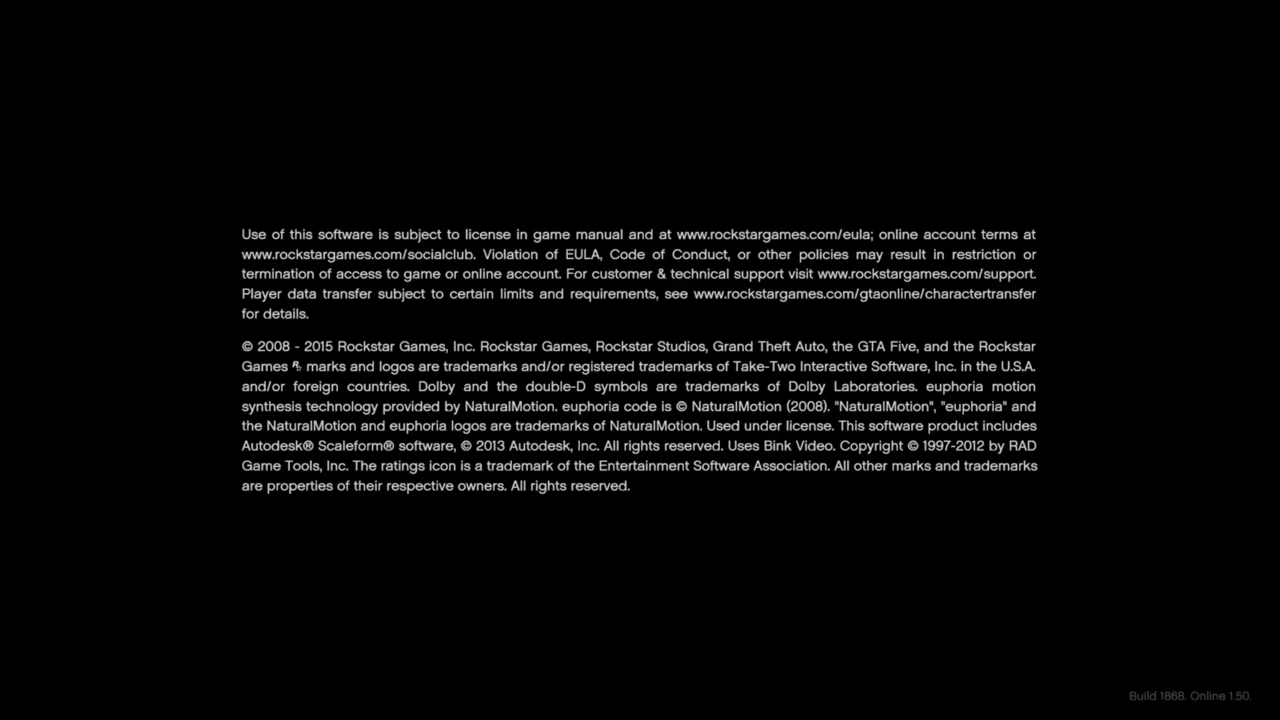 Use of this software is subject to license in game manual and at www.rockstargames.com/eula; online account terms at
www.rockstargames.com/socialclub. Violation of EULA, Code of Conduct, or other policies may result in restriction or
termination of access to game or online account. For customer & technical support visit www.rockstargames.com/support.
Player data transfer subject to certain limits and requirements, see www.rockstargames.com/gtaonline/charactertransfer
for details.
© 2008 - 2015 Rockstar Games, Inc. Rockstar Games, Rockstar Studios, Grand Theft Auto, the GTA Five, and the Rockstar
Games R* marks and logos are trademarks and/or registered trademarks of Take-Two Interactive Software, Inc. in the U.S.A.
and/or foreign countries. Dolby and the double-D symbols are trademarks of Dolby Laboratories. euphoria motion
synthesis technology provided by NaturalMotion. euphoria code is © NaturalMotion (2008). "NaturalMotion", "euphoria" and
the NaturalMotion and euphoria logos are trademarks of NaturalMotion. Used under license. This software product includes
Autodesk® Scaleform® software, © 2013 Autodesk, Inc. All rights reserved. Uses Bink Video. Copyright © 1997-2012 by RAD
Game Tools, Inc. The ratings icon is a trademark of the Entertainment Software Association. All other marks and trademarks
are properties of their respective owners. All rights reserved.
Build 1868. Online 1.50.